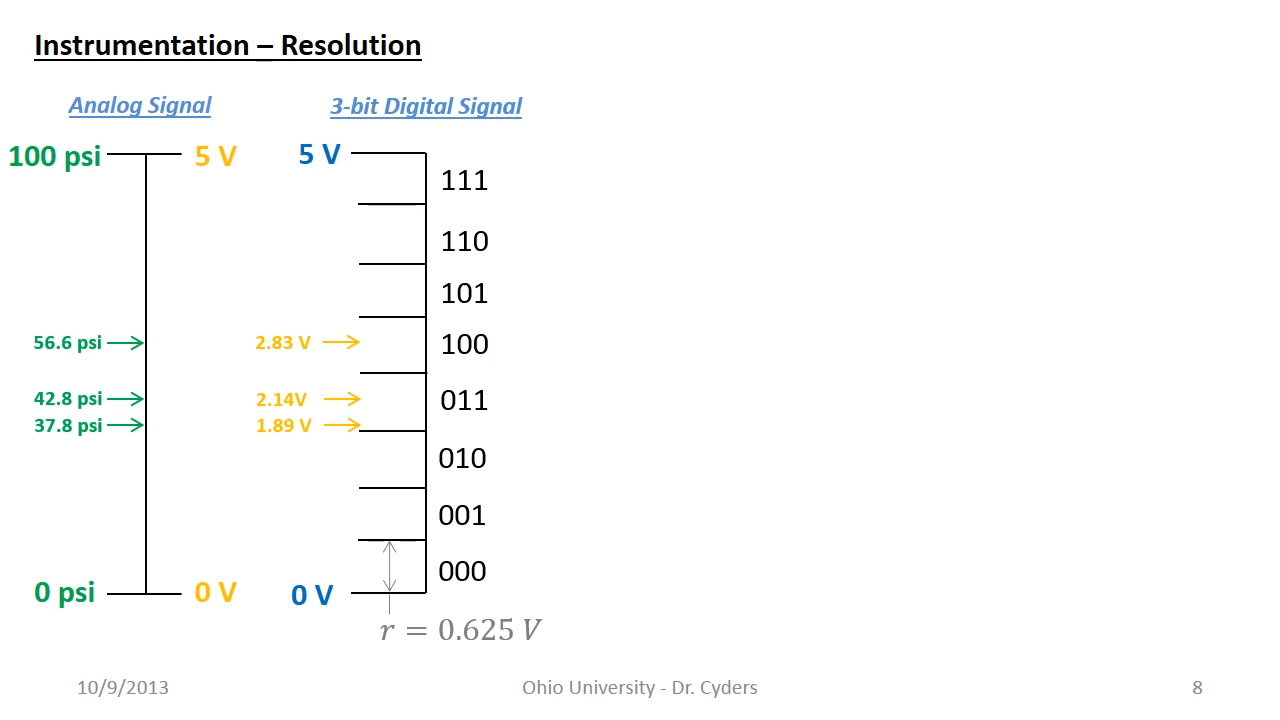 Instrumentation – Resolution
Analog Signal
3-bit Digital Signal
100 psi
5 V
5 V
111
110
101
56.6 psi
2.83 V
100
42.8 psi
2.14V
011
37.8 psi
1.89 V
010
001
000
0 psi
0 V
0 V
r = 0.625 V
10/9/2013
Ohio University - Dr. Cyders
8